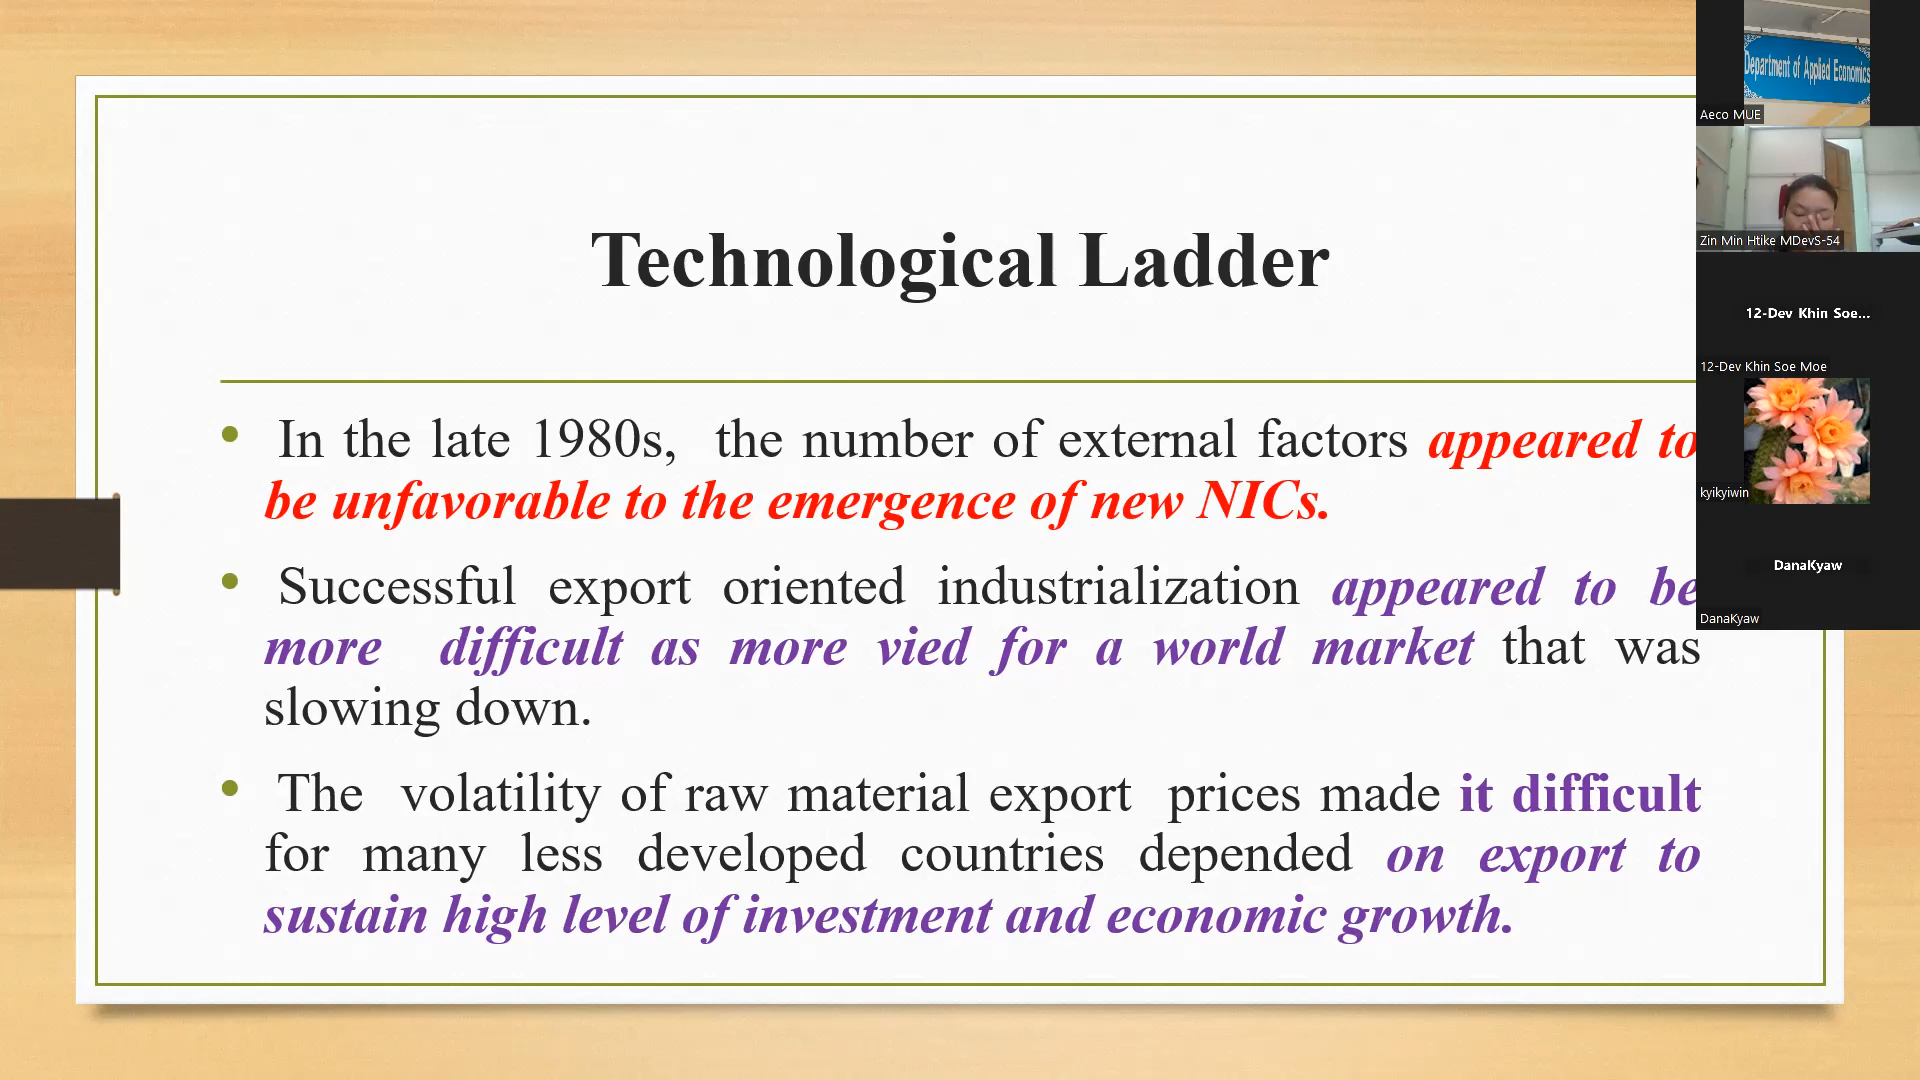 Technological Ladder
• In the late 1980s, the number of external factors appeared to
be unfavorable to the emergence of new NICs.
• Successful export oriented industrialization appeared to be
more difficult as more vied for a world market that was
slowing down.
• The volatility of raw material export prices made it difficult
for many less developed countries depended on export to
sustain high level of investment and economic growth.
Department of Applied Economics
Aeco MUE
Zin Min Htike MDevS-54
12-Dev Khin Soe...
12-Dev Khin Soe Moe
kyikyiwin
DanaKyaw
DanaKyaw